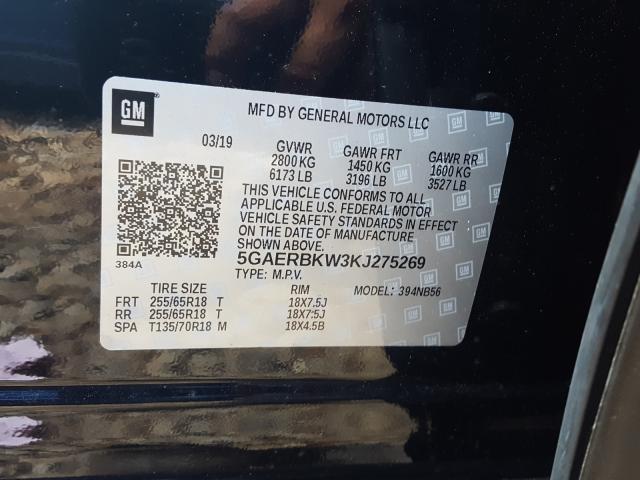 GM
MFD BY GENERAL MOTORS LLC
03/19 GVWR GAWR FRT GAWR RR
2800 KG 1450 KG 1600 KG
6173 LB 3196 LB 3527 LB
THIS VEHICLE CONFORMS TO ALL
APPLICABLE U.S. FEDERAL MOTOR
VEHICLE SAFETY STANDARDS IN EFFECT
ON THE DATE OF MANUFACTURE
SHOWN ABOVE.
384A
5GAERBKW3KJ275269
TYPE: M.P.V. MODEL: 394NB56
TIRE SIZE RIM
FRT 255/65R18 T 18X7.5J
RR 255/65R18 T 18X7.5J
SPA T135/70R18 M 18X4.5B